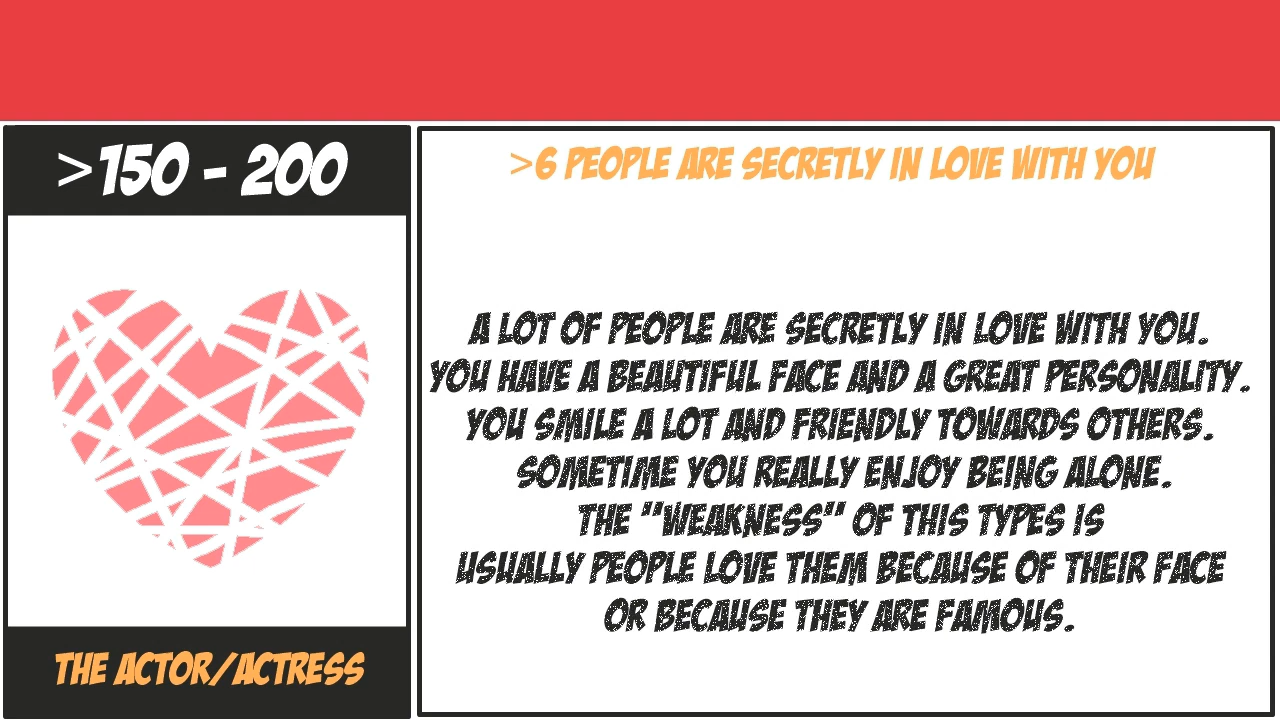 >150 - 200
THE ACTOR/ACTRESS
>6 PEOPLE ARE SECRETLY IN LOVE WITH YOU
A LOT OF PEOPLE ARE SECRETLY IN LOVE WITH YOU.
YOU HAVE A BEAUTIFUL FACE AND A GREAT PERSONALITY.
YOU SMILE A LOT AND FRIENDLY TOWARDS OTHERS.
SOMETIME YOU REALLY ENJOY BEING ALONE.
THE "WEAKNESS" OF THIS TYPES IS
USUALLY PEOPLE LOVE THEM BECAUSE OF THEIR FACE
OR BECAUSE THEY ARE FAMOUS.